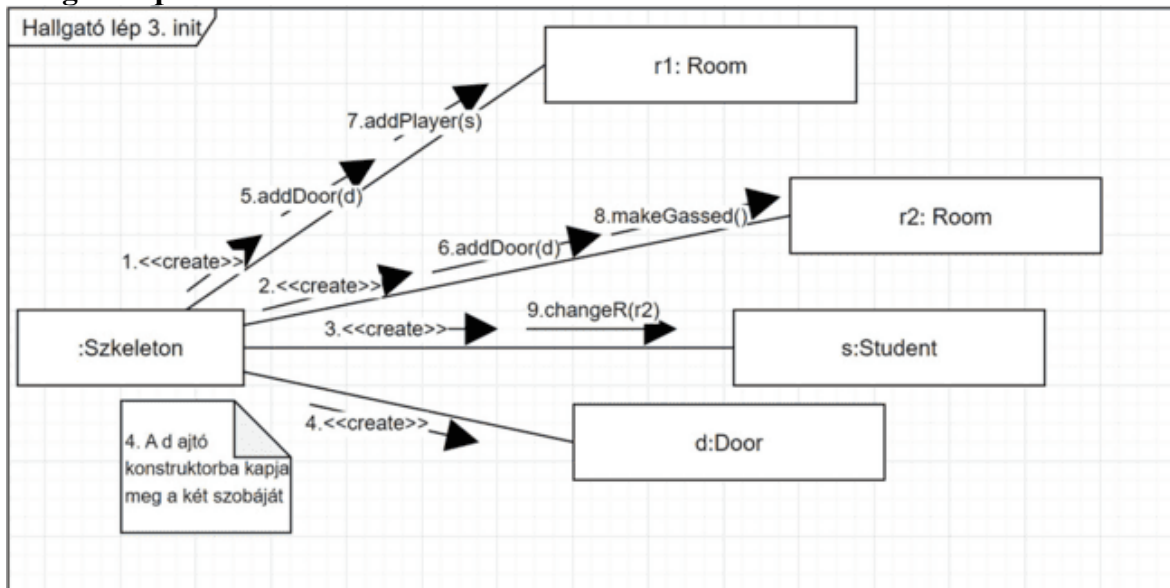 Hallgató lép 3. init
r1: Room
7.addPlayer(s)
5.addDoor(d)
r2: Room
8.makeGassed()
6.addDoor(d)
1.<<create>>
2.<<create>>
3.<<create>>
9.changeR(r2)
:Szkeleton
s:Student
4.<<create>>
d:Door
4. A d ajtó
konstruktorba kapja
meg a két szobáját